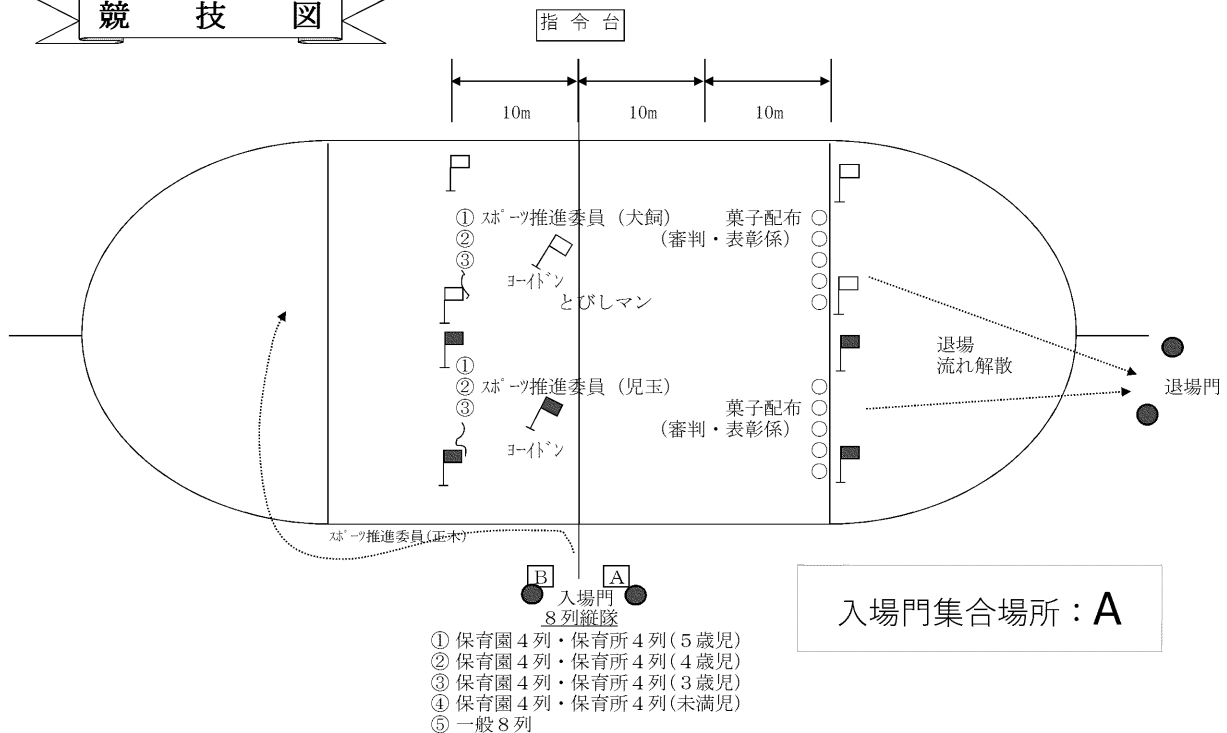 競 技 図
指 令 台
10m 10m 10m
① スポーツ推進委員 (犬飼)
②
③
ヨーイドン
とびしマン
菓子配布
(審判・表彰係)
①
② スポーツ推進委員 (児玉)
③
ヨーイドン
菓子配布
(審判・表彰係)
退場
流れ解散
退場門
スポーツ推進委員(正木)
B A
入場門
8列縦隊
① 保育園4列・保育所4列(5歳児)
② 保育園4列・保育所4列(4歳児)
③ 保育園4列・保育所4列(3歳児)
④ 保育園4列・保育所4列(未満児)
⑤ 一般8列
入場門集合場所:A